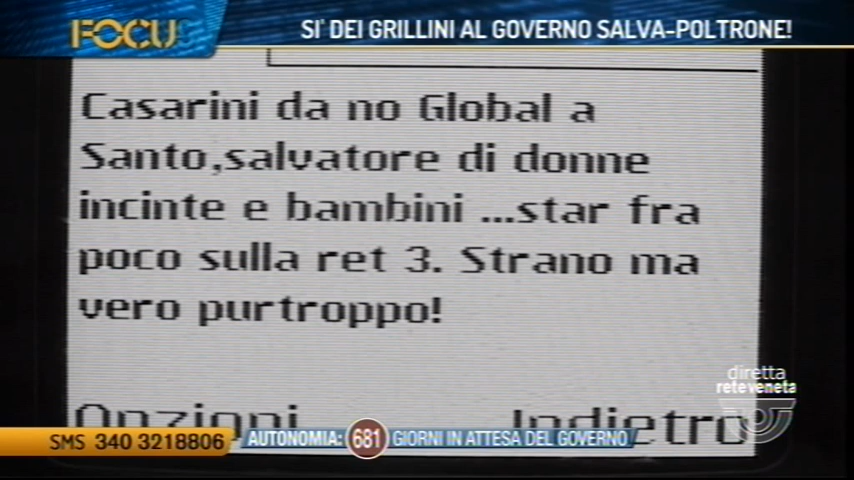 FOCUS
SI' DEI GRILLINI AL GOVERNO SALVA-POLTRONE!
Casarini da no Global a
Santo,salvatore di donne
incinte e bambini ...star fra
poco sulla ret 3. Strano ma
vero purtroppo!
Opzioni Indietro
diretta
reteveneta
SMS 340 3218806
AUTONOMIA: 681 GIORNI IN ATTESA DEL GOVERNO